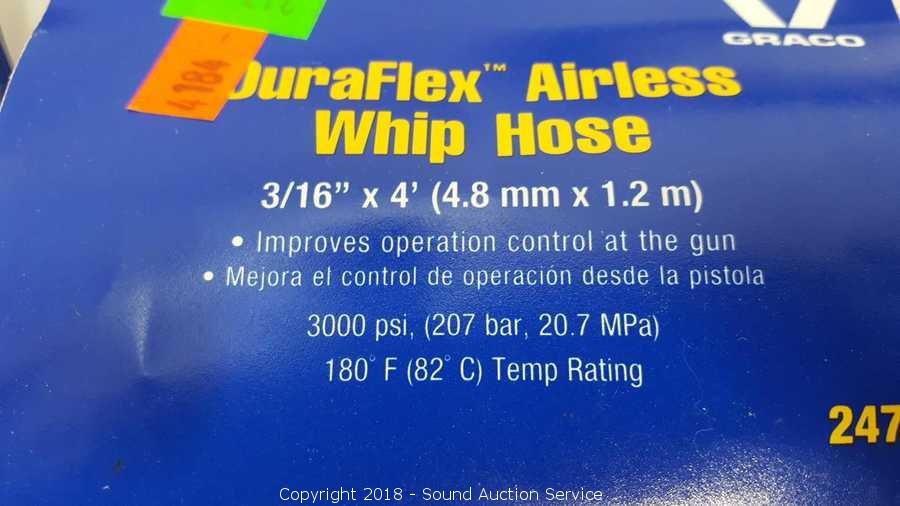 GRACO
4184-
DuraFlex™ Airless
Whip Hose
3/16” x 4’ (4.8 mm x 1.2 m)
• Improves operation control at the gun
• Mejora el control de operación desde la pistola
3000 psi, (207 bar, 20.7 MPa)
180° F (82° C) Temp Rating
247
Copyright 2018 - Sound Auction Service